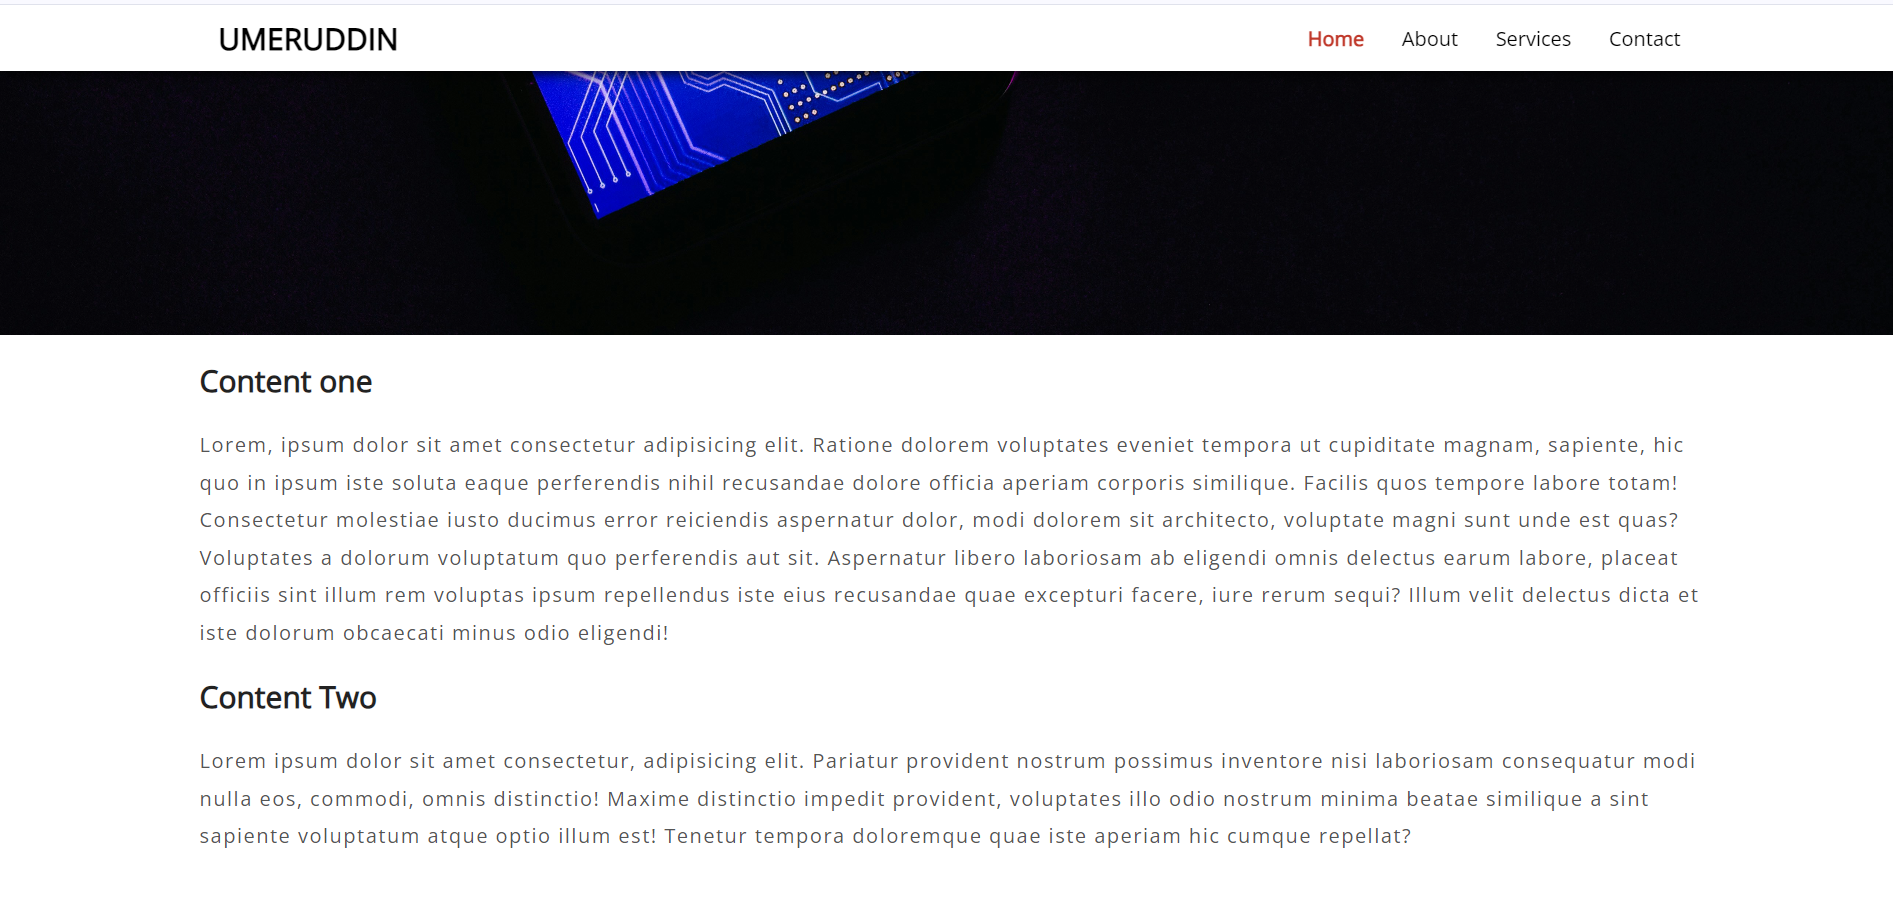 UMERUDDIN
Home About Services Contact
Content one
Lorem, ipsum dolor sit amet consectetur adipisicing elit. Ratione dolorem voluptates eveniet tempora ut cupiditate magnam, sapiente, hic
quo in ipsum iste soluta eaque perferendis nihil recusandae dolore officia aperiam corporis similique. Facilis quos tempore labore totam!
Consectetur molestiae iusto ducimus error reiciendis aspernatur dolor, modi dolorem sit architecto, voluptate magni sunt unde est quas?
Voluptates a dolorum voluptatum quo perferendis aut sit. Aspernatur libero laboriosam ab eligendi omnis delectus earum labore, placeat
officiis sint illum rem voluptas ipsum repellendus iste eius recusandae quae excepturi facere, iure rerum sequi? Illum velit delectus dicta et
iste dolorum obcaecati minus odio eligendi!
Content Two
Lorem ipsum dolor sit amet consectetur, adipisicing elit. Pariatur provident nostrum possimus inventore nisi laboriosam consequatur modi
nulla eos, commodi, omnis distinctio! Maxime distinctio impedit provident, voluptates illo odio nostrum minima beatae similique a sint
sapiente voluptatum atque optio illum est! Tenetur tempora doloremque quae iste aperiam hic cumque repellat?